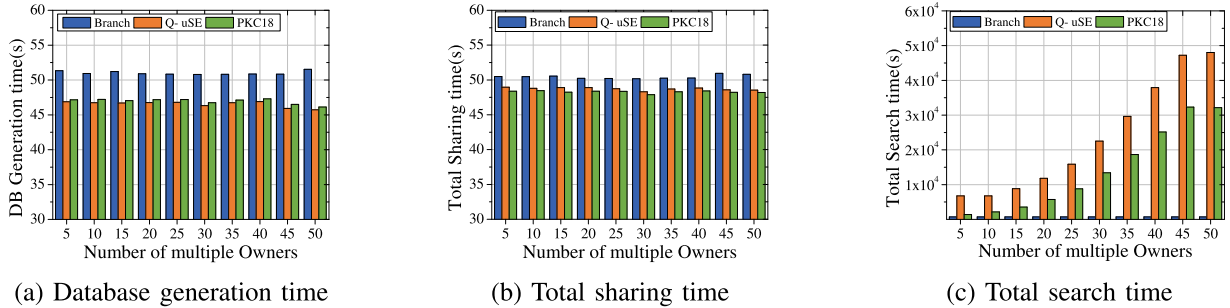 Branch Q- uSE PKC18
DB Generation time(s)
60
55
50
45
40
35
30
5 10 15 20 25 30 35 40 45 50
Number of multiple Owners
(a) Database generation time
Branch Q- uSE PKC18
Total Sharing time(s)
60
55
50
45
40
35
30
5 10 15 20 25 30 35 40 45 50
Number of multiple Owners
(b) Total sharing time
Branch Q- uSE PKC18
Total Search time(s)
6x10⁴
5x10⁴
4x10⁴
3x10⁴
2x10⁴
1x10⁴
5 10 15 20 25 30 35 40 45 50
Number of multiple Owners
(c) Total search time